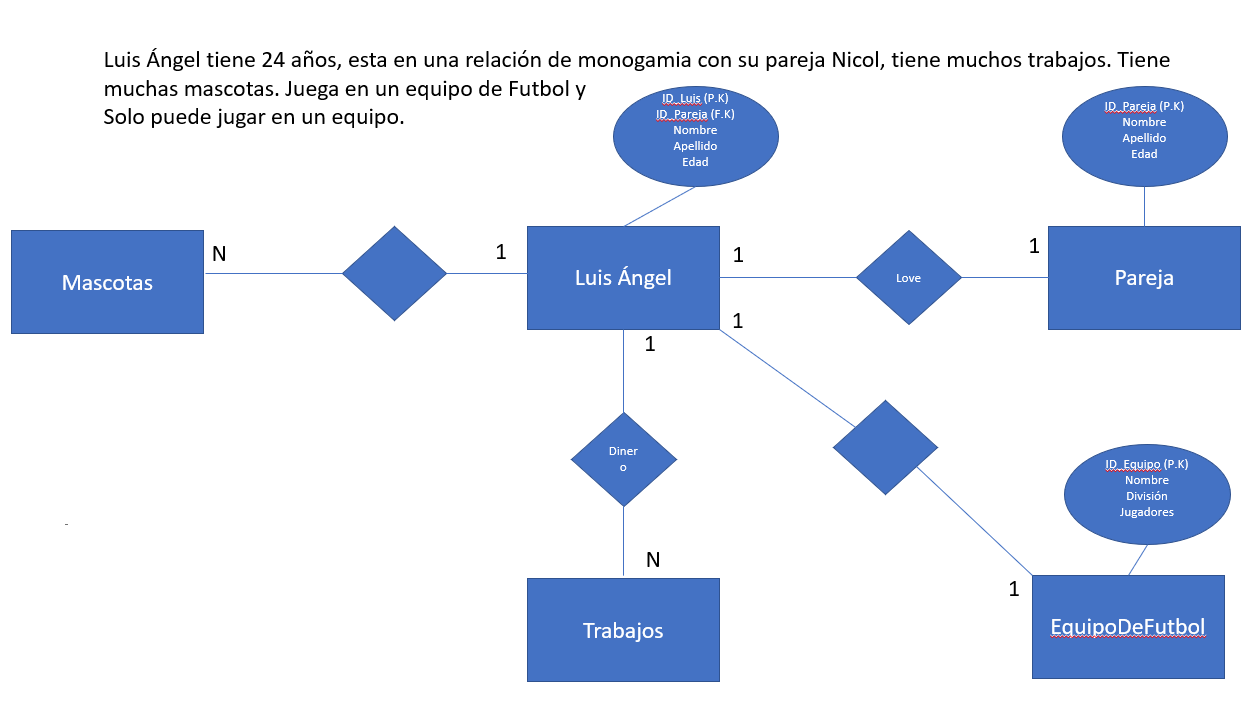 Luis Ángel tiene 24 años, esta en una relación de monogamia con su pareja Nicol, tiene muchos trabajos. Tiene
muchas mascotas. Juega en un equipo de Futbol y
Solo puede jugar en un equipo.
ID_Luis (P.K)
ID_Pareja (F.K)
Nombre
Apellido
Edad
ID_Pareja (P.K)
Nombre
Apellido
Edad
Mascotas
N
1
Luis Ángel
1
Love
1
Pareja
1
1
Diner
o
N
Trabajos
ID_Equipo (P.K)
Nombre
División
Jugadores
1
EquipoDeFutbol